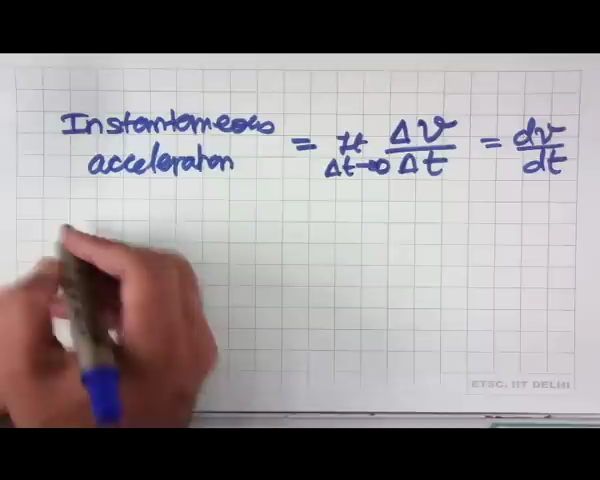 Instantaneous
acceleration = lt Δt→0 Δv/Δt = dv/dt
ETSC, IIT DELHI